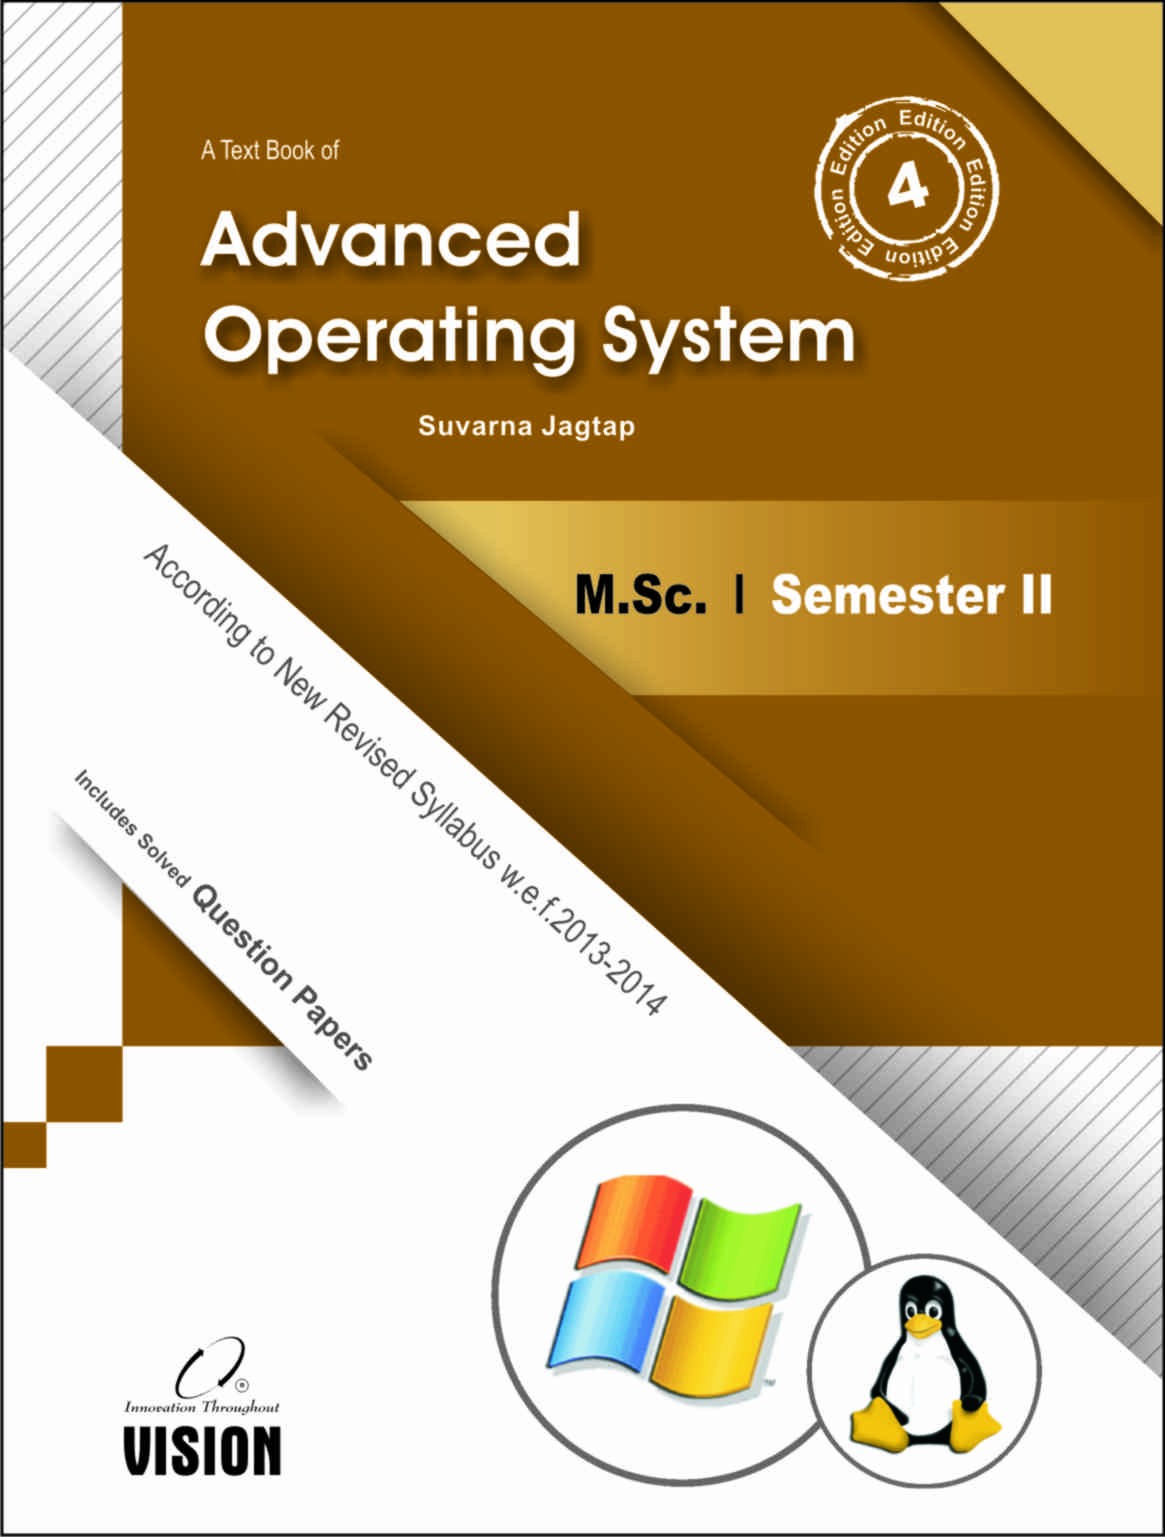 A Text Book of
Advanced
Operating System
Suvarna Jagtap
Edition Edition Edition Edition Edition Edition
4
M.Sc. I Semester II
According to New Revised Syllabus w.e.f.2013-2014
Includes Solved Question Papers
®
Innovation Throughout
VISION
TM